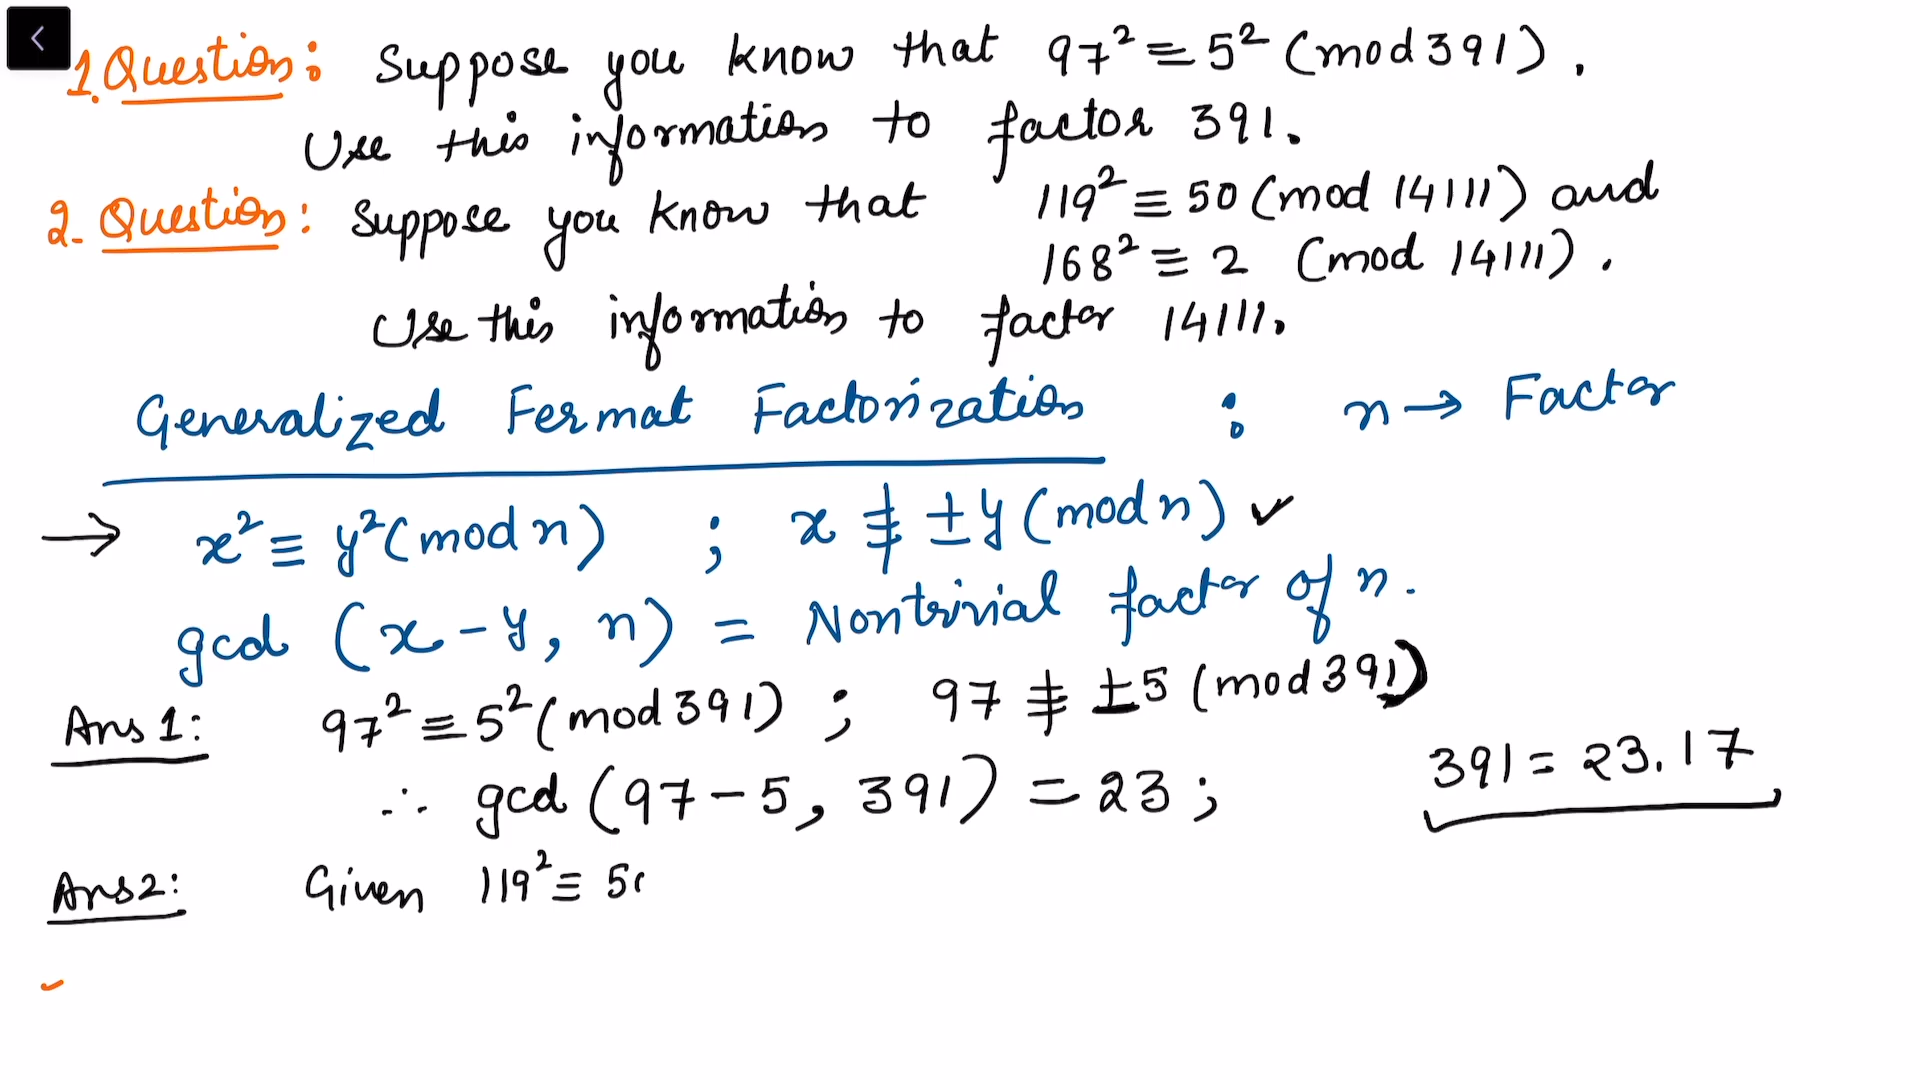 1. Question: Suppose you know that 97² ≡ 5² (mod 391).
Use this information to factor 391.
2. Question: Suppose you know that 119² ≡ 50 (mod 14111) and
168² ≡ 2 (mod 14111).
Use this information to factor 14111.
Generalized Fermat Factorization : n → Factor
→ x² ≡ y² (mod n) ; x ≢ ±y (mod n) ✓
gcd (x - y, n) = Nontrivial factor of n.
Ans 1: 97² ≡ 5² (mod 391) ; 97 ≢ ±5 (mod 391)
∴ gcd (97 - 5, 391) = 23 ; 391 = 23.17
Ans2: Given 119² ≡ 5